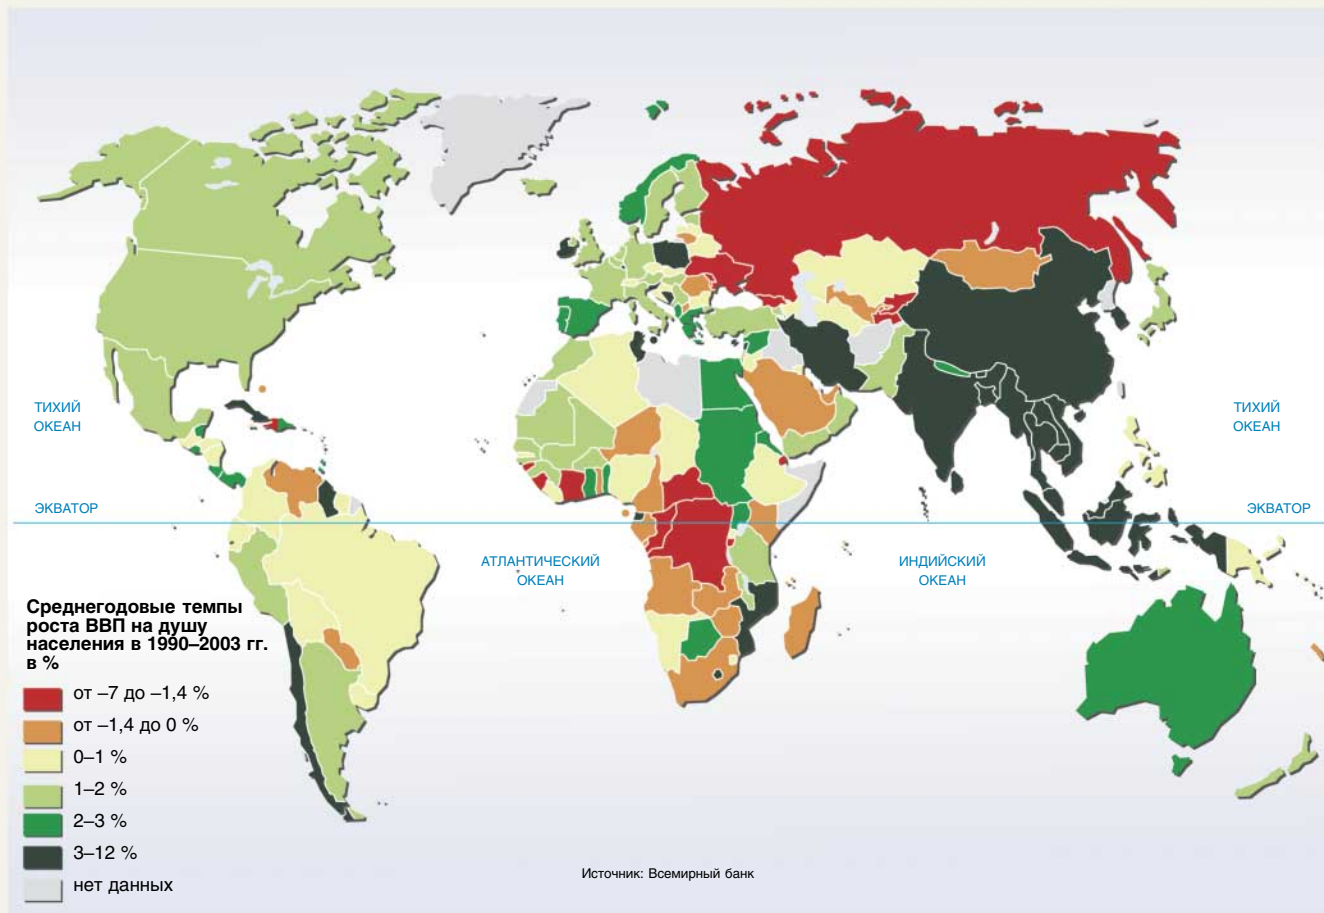 ТИХИЙ
ОКЕАН
ТИХИЙ
ОКЕАН
ЭКВАТОР
ЭКВАТОР
АТЛАНТИЧЕСКИЙ
ОКЕАН
ИНДИЙСКИЙ
ОКЕАН
Среднегодовые темпы
роста ВВП на душу
населения в 1990–2003 гг.
в %
от –7 до –1,4 %
от –1,4 до 0 %
0–1 %
1–2 %
2–3 %
3–12 %
нет данных
Источник: Всемирный банк